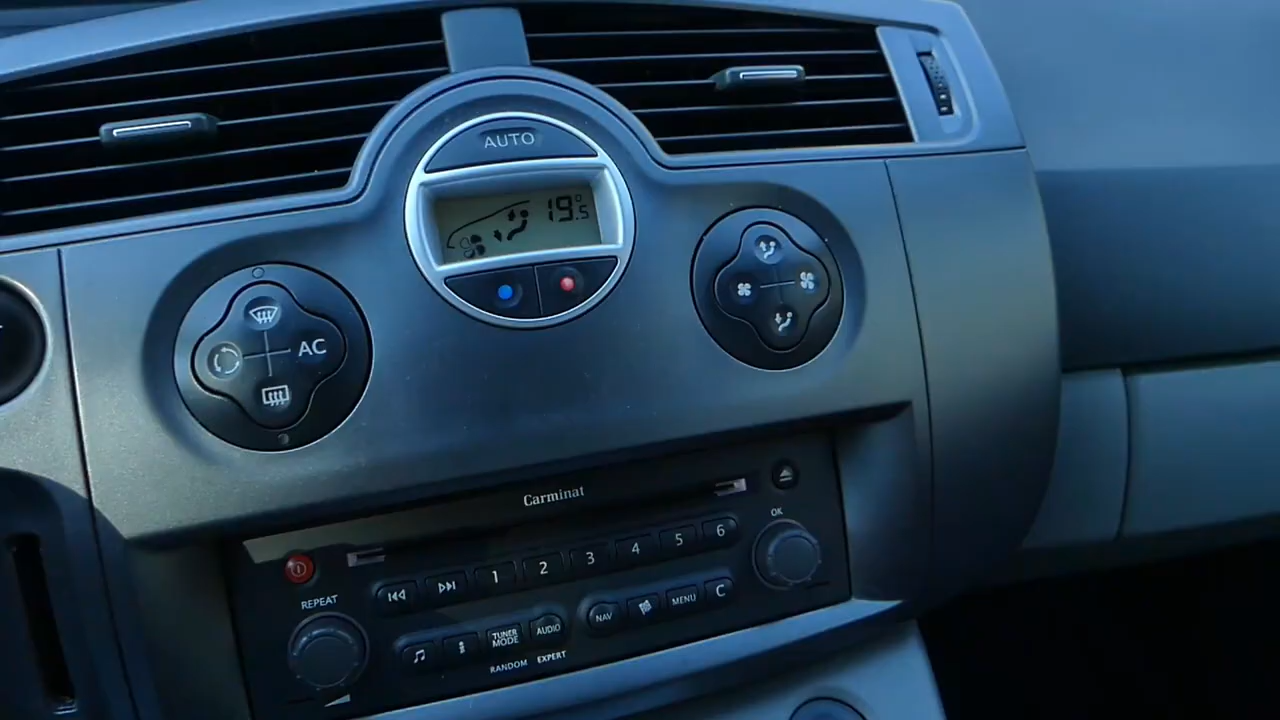 AUTO
19°.5
AC
Carminat
OK
1 2 3 4 5 6
REPEAT
NAV MENU C
TUNER MODE AUDIO
RANDOM EXPERT